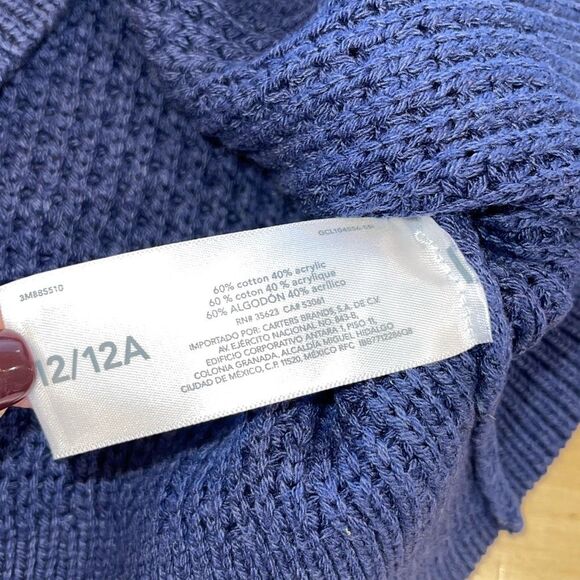 3M885510
60% cotton 40% acrylic
60 % coton 40 % acrylique
60% ALGODÓN 40% acrílico
RN# 35623 CA# 53061
IMPORTADO POR: CARTERS BRANDS, S.A. DE C.V.
AV. EJÉRCITO NACIONAL NO. 843-B,
EDIFICIO CORPORATIVO ANTARA 1, PISO 11,
COLONIA GRANADA, ALCALDÍA MIGUEL HIDALGO
CIUDAD DE MÉXICO, C.P. 11520, MÉXICO RFC
12/12A